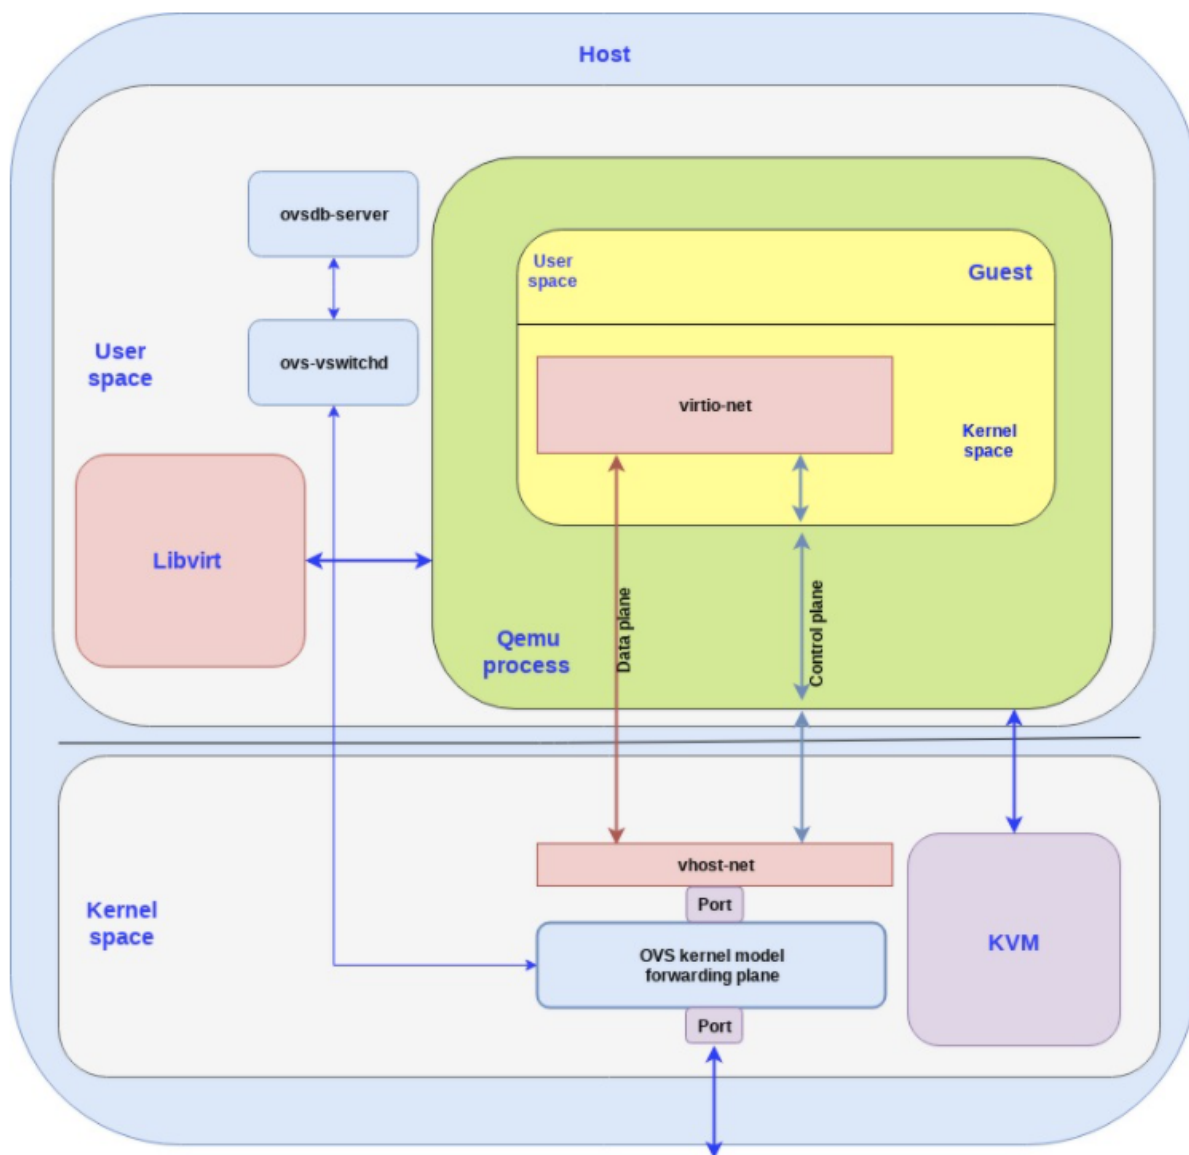 Host
ovsdb-server
User
space
Guest
User
space
ovs-vswitchd
virtio-net
Kernel
space
Libvirt
Data plane
Control plane
Qemu
process
vhost-net
Port
Kernel
space
OVS kernel model
forwarding plane
KVM
Port